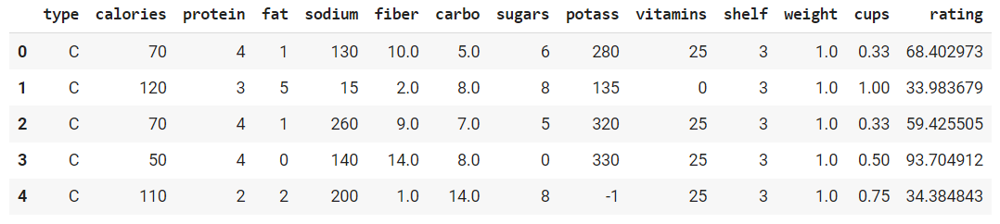 type calories protein fat sodium fiber carbo sugars potass vitamins shelf weight cups rating
0 C 70 4 1 130 10.0 5.0 6 280 25 3 1.0 0.33 68.402973
1 C 120 3 5 15 2.0 8.0 8 135 0 3 1.0 1.00 33.983679
2 C 70 4 1 260 9.0 7.0 5 320 25 3 1.0 0.33 59.425505
3 C 50 4 0 140 14.0 8.0 0 330 25 3 1.0 0.50 93.704912
4 C 110 2 2 200 1.0 14.0 8 -1 25 3 1.0 0.75 34.384843